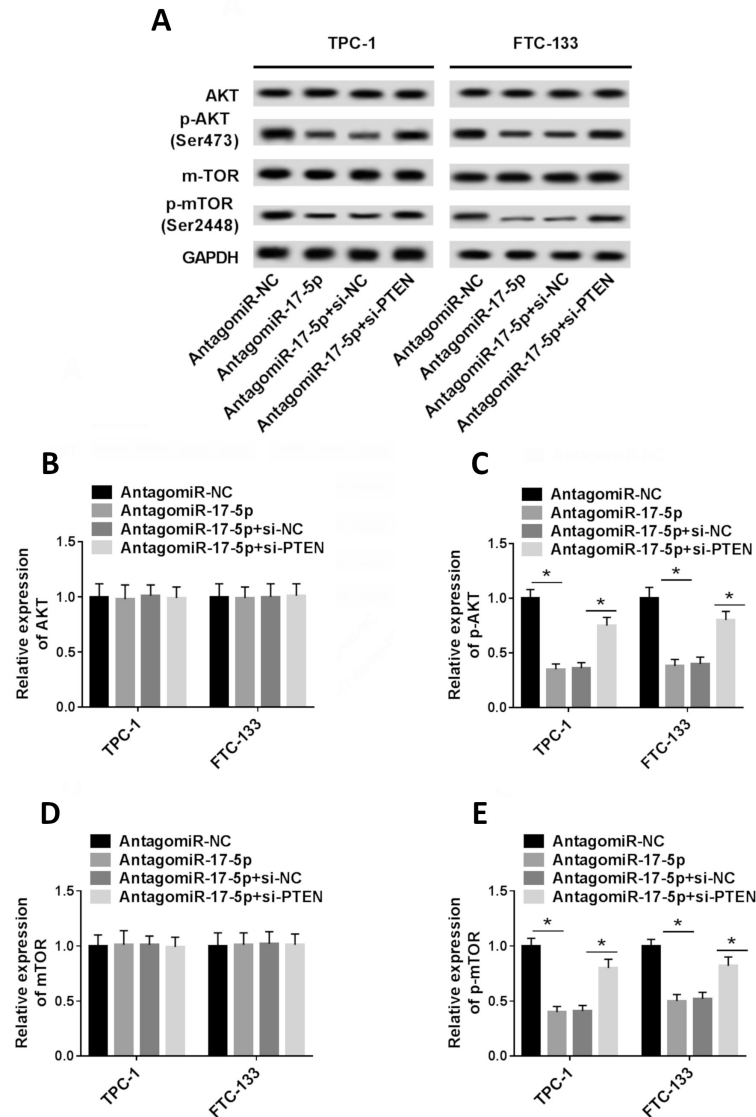 A
TPC-1
FTC-133
AKT
p-AKT
(Ser473)
m-TOR
p-mTOR
(Ser2448)
GAPDH
AntagomiR-NC
AntagomiR-17-5p
AntagomiR-17-5p+si-NC
AntagomiR-17-5p+si-PTEN
AntagomiR-NC
AntagomiR-17-5p
AntagomiR-17-5p+si-NC
AntagomiR-17-5p+si-PTEN
B
AntagomiR-NC
AntagomiR-17-5p
AntagomiR-17-5p+si-NC
AntagomiR-17-5p+si-PTEN
Relative expression
of AKT
1.5
1.0
0.5
0.0
TPC-1
FTC-133
C
AntagomiR-NC
AntagomiR-17-5p
AntagomiR-17-5p+si-NC
AntagomiR-17-5p+si-PTEN
Relative expression
of p-AKT
1.5
1.0
0.5
0.0
* * * *
TPC-1
FTC-133
D
AntagomiR-NC
AntagomiR-17-5p
AntagomiR-17-5p+si-NC
AntagomiR-17-5p+si-PTEN
Relative expression
of mTOR
1.5
1.0
0.5
0.0
TPC-1
FTC-133
E
AntagomiR-NC
AntagomiR-17-5p
AntagomiR-17-5p+si-NC
AntagomiR-17-5p+si-PTEN
Relative expression
of p-mTOR
1.5
1.0
0.5
0.0
* * * *
TPC-1
FTC-133